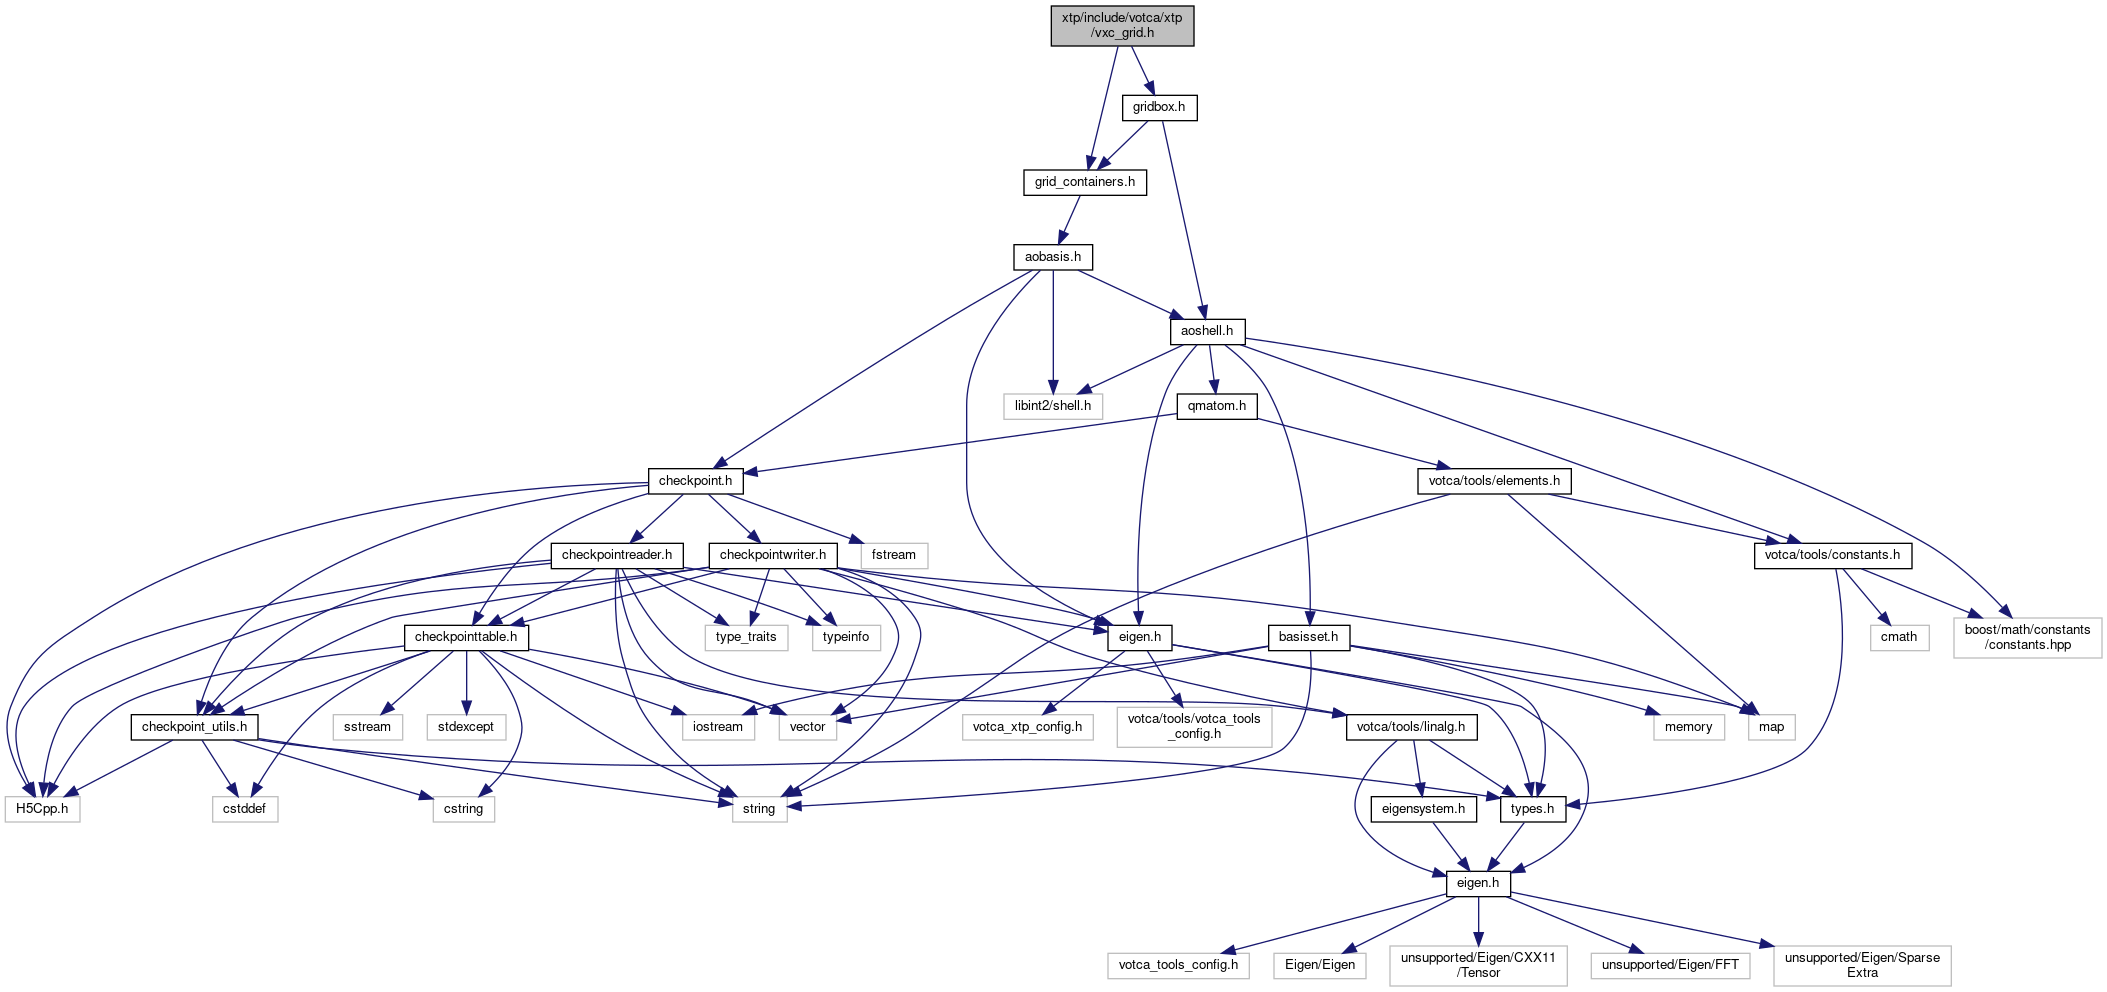 xtp/include/votca/xtp
/vxc_grid.h
gridbox.h
grid_containers.h
aobasis.h
aoshell.h
libint2/shell.h
qmatom.h
checkpoint.h
votca/tools/elements.h
checkpointreader.h
checkpointwriter.h
fstream
votca/tools/constants.h
checkpointtable.h
type_traits
typeinfo
eigen.h
basisset.h
cmath
boost/math/constants
/constants.hpp
checkpoint_utils.h
sstream
stdexcept
iostream
vector
votca_xtp_config.h
votca/tools/votca_tools
_config.h
votca/tools/linalg.h
memory
map
H5Cpp.h
cstddef
cstring
string
eigensystem.h
types.h
eigen.h
votca_tools_config.h
Eigen/Eigen
unsupported/Eigen/CXX11
/Tensor
unsupported/Eigen/FFT
unsupported/Eigen/Sparse
Extra